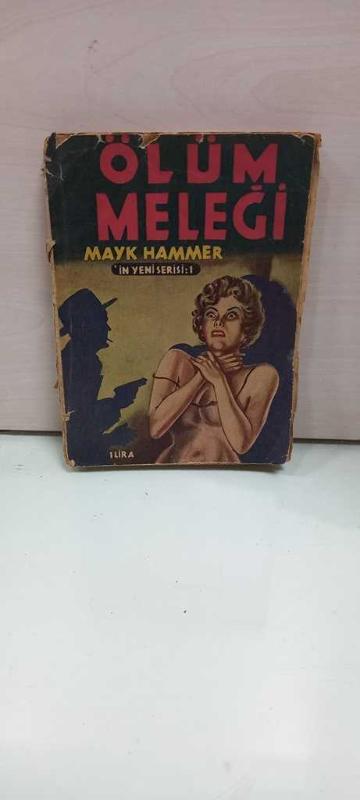 ÖLÜM
MELEĞİ
MAYK HAMMER
'İN YENİ SERİSİ:1
1 LİRA